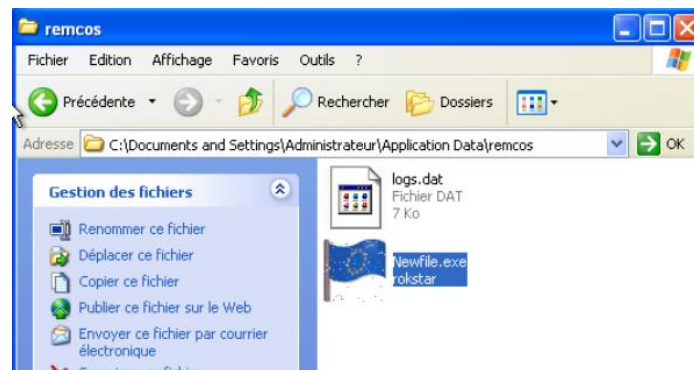 remcos
Fichier Edition Affichage Favoris Outils ?
Précédente Rechercher Dossiers
Adresse C:\Documents and Settings\Administrateur\Application Data\remcos OK
Gestion des fichiers
Renommer ce fichier
Déplacer ce fichier
Copier ce fichier
Publier ce fichier sur le Web
Envoyer ce fichier par courrier
électronique
logs.dat
Fichier DAT
7 Ko
Newfile.exe
rokstar